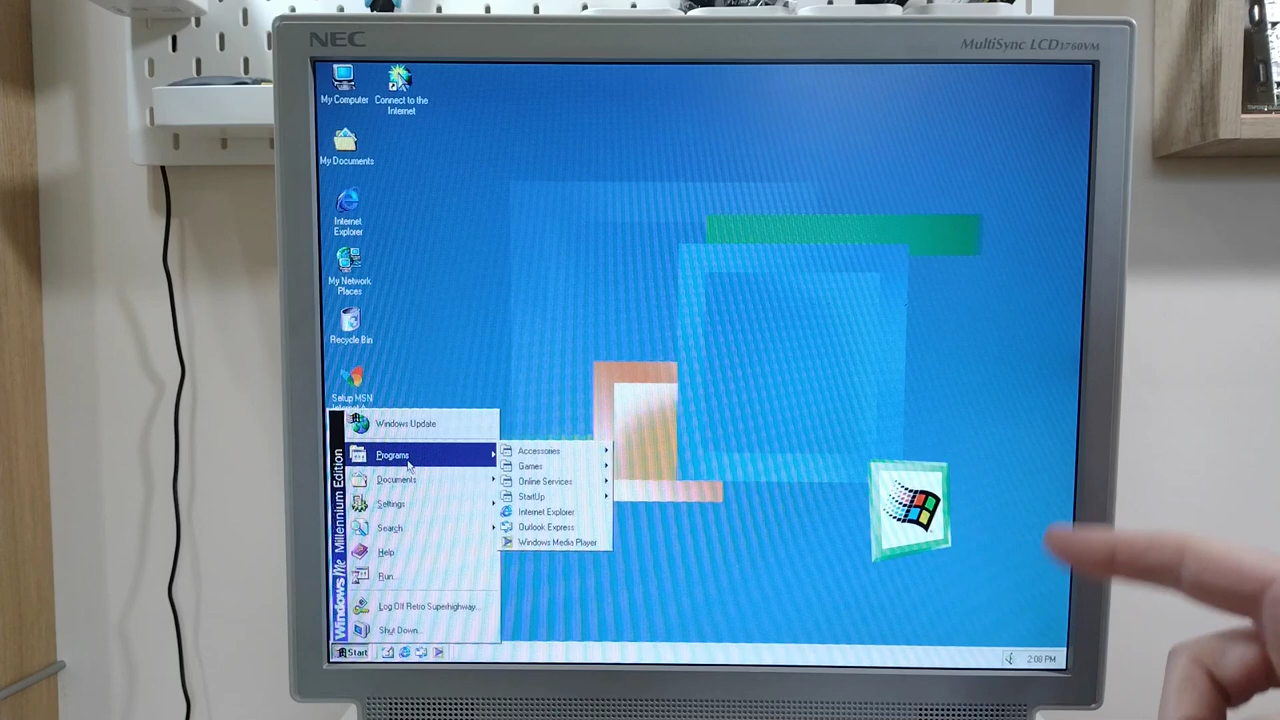 NEC
MultiSync LCD1760VM
My Computer
Connect to the
Internet
My Documents
Internet
Explorer
My Network
Places
Recycle Bin
Setup MSN
Windows Update
Programs
Documents
Settings
Search
Help
Run...
Log Off Retro Superhighway...
Shut Down...
Windows Me Millennium Edition
Accessories
Games
Online Services
StartUp
Internet Explorer
Outlook Express
Windows Media Player
Start
2:08 PM